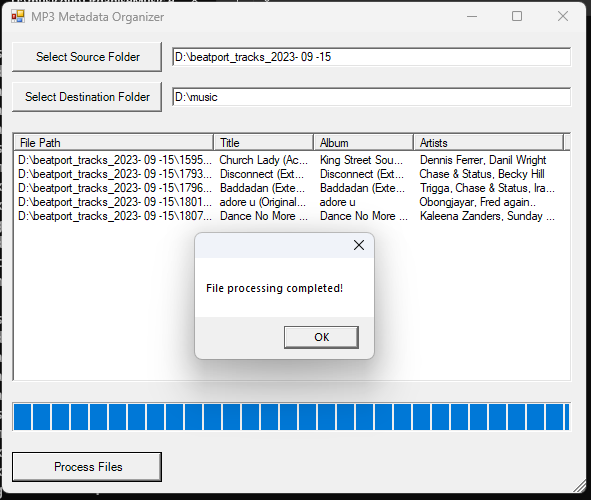 MP3 Metadata Organizer
Select Source Folder D:\beatport_tracks_2023- 09 -15
Select Destination Folder D:\music
File Path Title Album Artists
D:\beatport_tracks_2023- 09 -15\1595... Church Lady (Ac... King Street Sou... Dennis Ferrer, Danil Wright
D:\beatport_tracks_2023- 09 -15\1793... Disconnect (Ext... Disconnect (Ext... Chase & Status, Becky Hill
D:\beatport_tracks_2023- 09 -15\1796... Baddadan (Exte... Baddadan (Exte... Trigga, Chase & Status, Ira...
D:\beatport_tracks_2023- 09 -15\1801... adore u (Original... adore u Obongjayar, Fred again..
D:\beatport_tracks_2023- 09 -15\1807... Dance No More ... Dance No More ... Kaleena Zanders, Sunday ...
File processing completed!
OK
Process Files